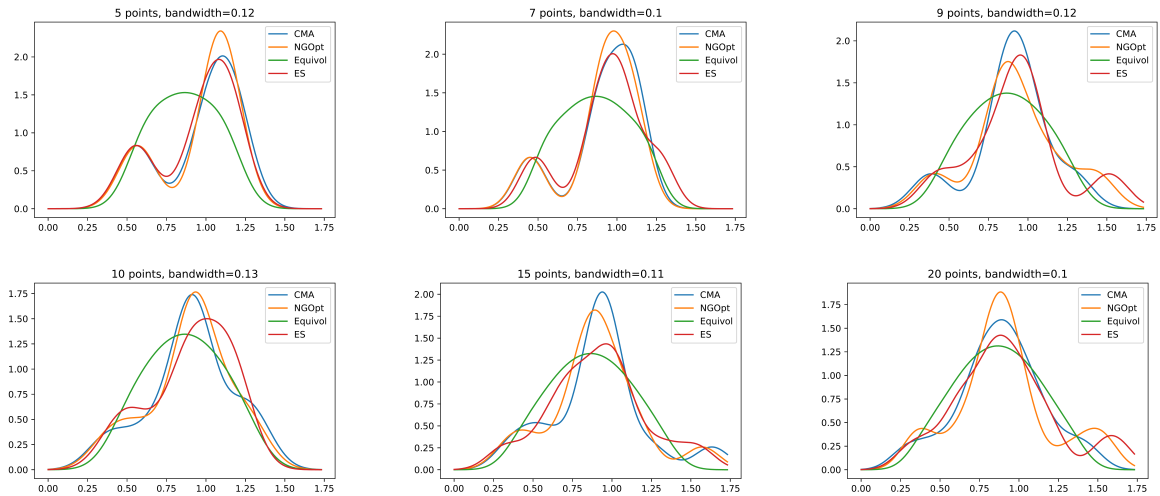 5 points, bandwidth=0.12
CMA
NGOpt
Equivol
ES
2.0
1.5
1.0
0.5
0.0
0.00 0.25 0.50 0.75 1.00 1.25 1.50 1.75
7 points, bandwidth=0.1
CMA
NGOpt
Equivol
ES
2.0
1.5
1.0
0.5
0.0
0.00 0.25 0.50 0.75 1.00 1.25 1.50 1.75
9 points, bandwidth=0.12
CMA
NGOpt
Equivol
ES
2.0
1.5
1.0
0.5
0.0
0.00 0.25 0.50 0.75 1.00 1.25 1.50 1.75
10 points, bandwidth=0.13
CMA
NGOpt
Equivol
ES
1.75
1.50
1.25
1.00
0.75
0.50
0.25
0.00
0.00 0.25 0.50 0.75 1.00 1.25 1.50 1.75
15 points, bandwidth=0.11
CMA
NGOpt
Equivol
ES
2.00
1.75
1.50
1.25
1.00
0.75
0.50
0.25
0.00
0.00 0.25 0.50 0.75 1.00 1.25 1.50 1.75
20 points, bandwidth=0.1
CMA
NGOpt
Equivol
ES
1.75
1.50
1.25
1.00
0.75
0.50
0.25
0.00
0.00 0.25 0.50 0.75 1.00 1.25 1.50 1.75